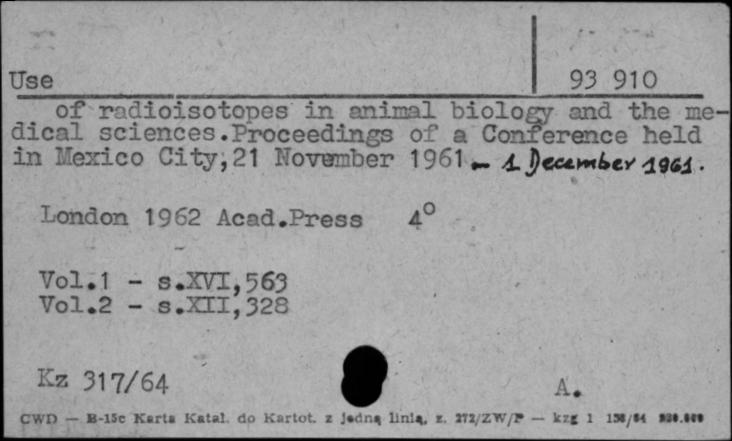 Use 93 910
of radioisotopes in animal biology and the me-
dical sciences.Proceedings of a Conference held
in Mexico City,21 November 1961 - 1 December 1961.
London 1962 Acad.Press 4°
Vol.1 - s.XVI,563
Vol.2 - s.XII,328
Kz 317/64 A.
CWD — B-15c Karta Katal. do Kartot. z jedną linią, z. 272/ZW/P — kzg 1